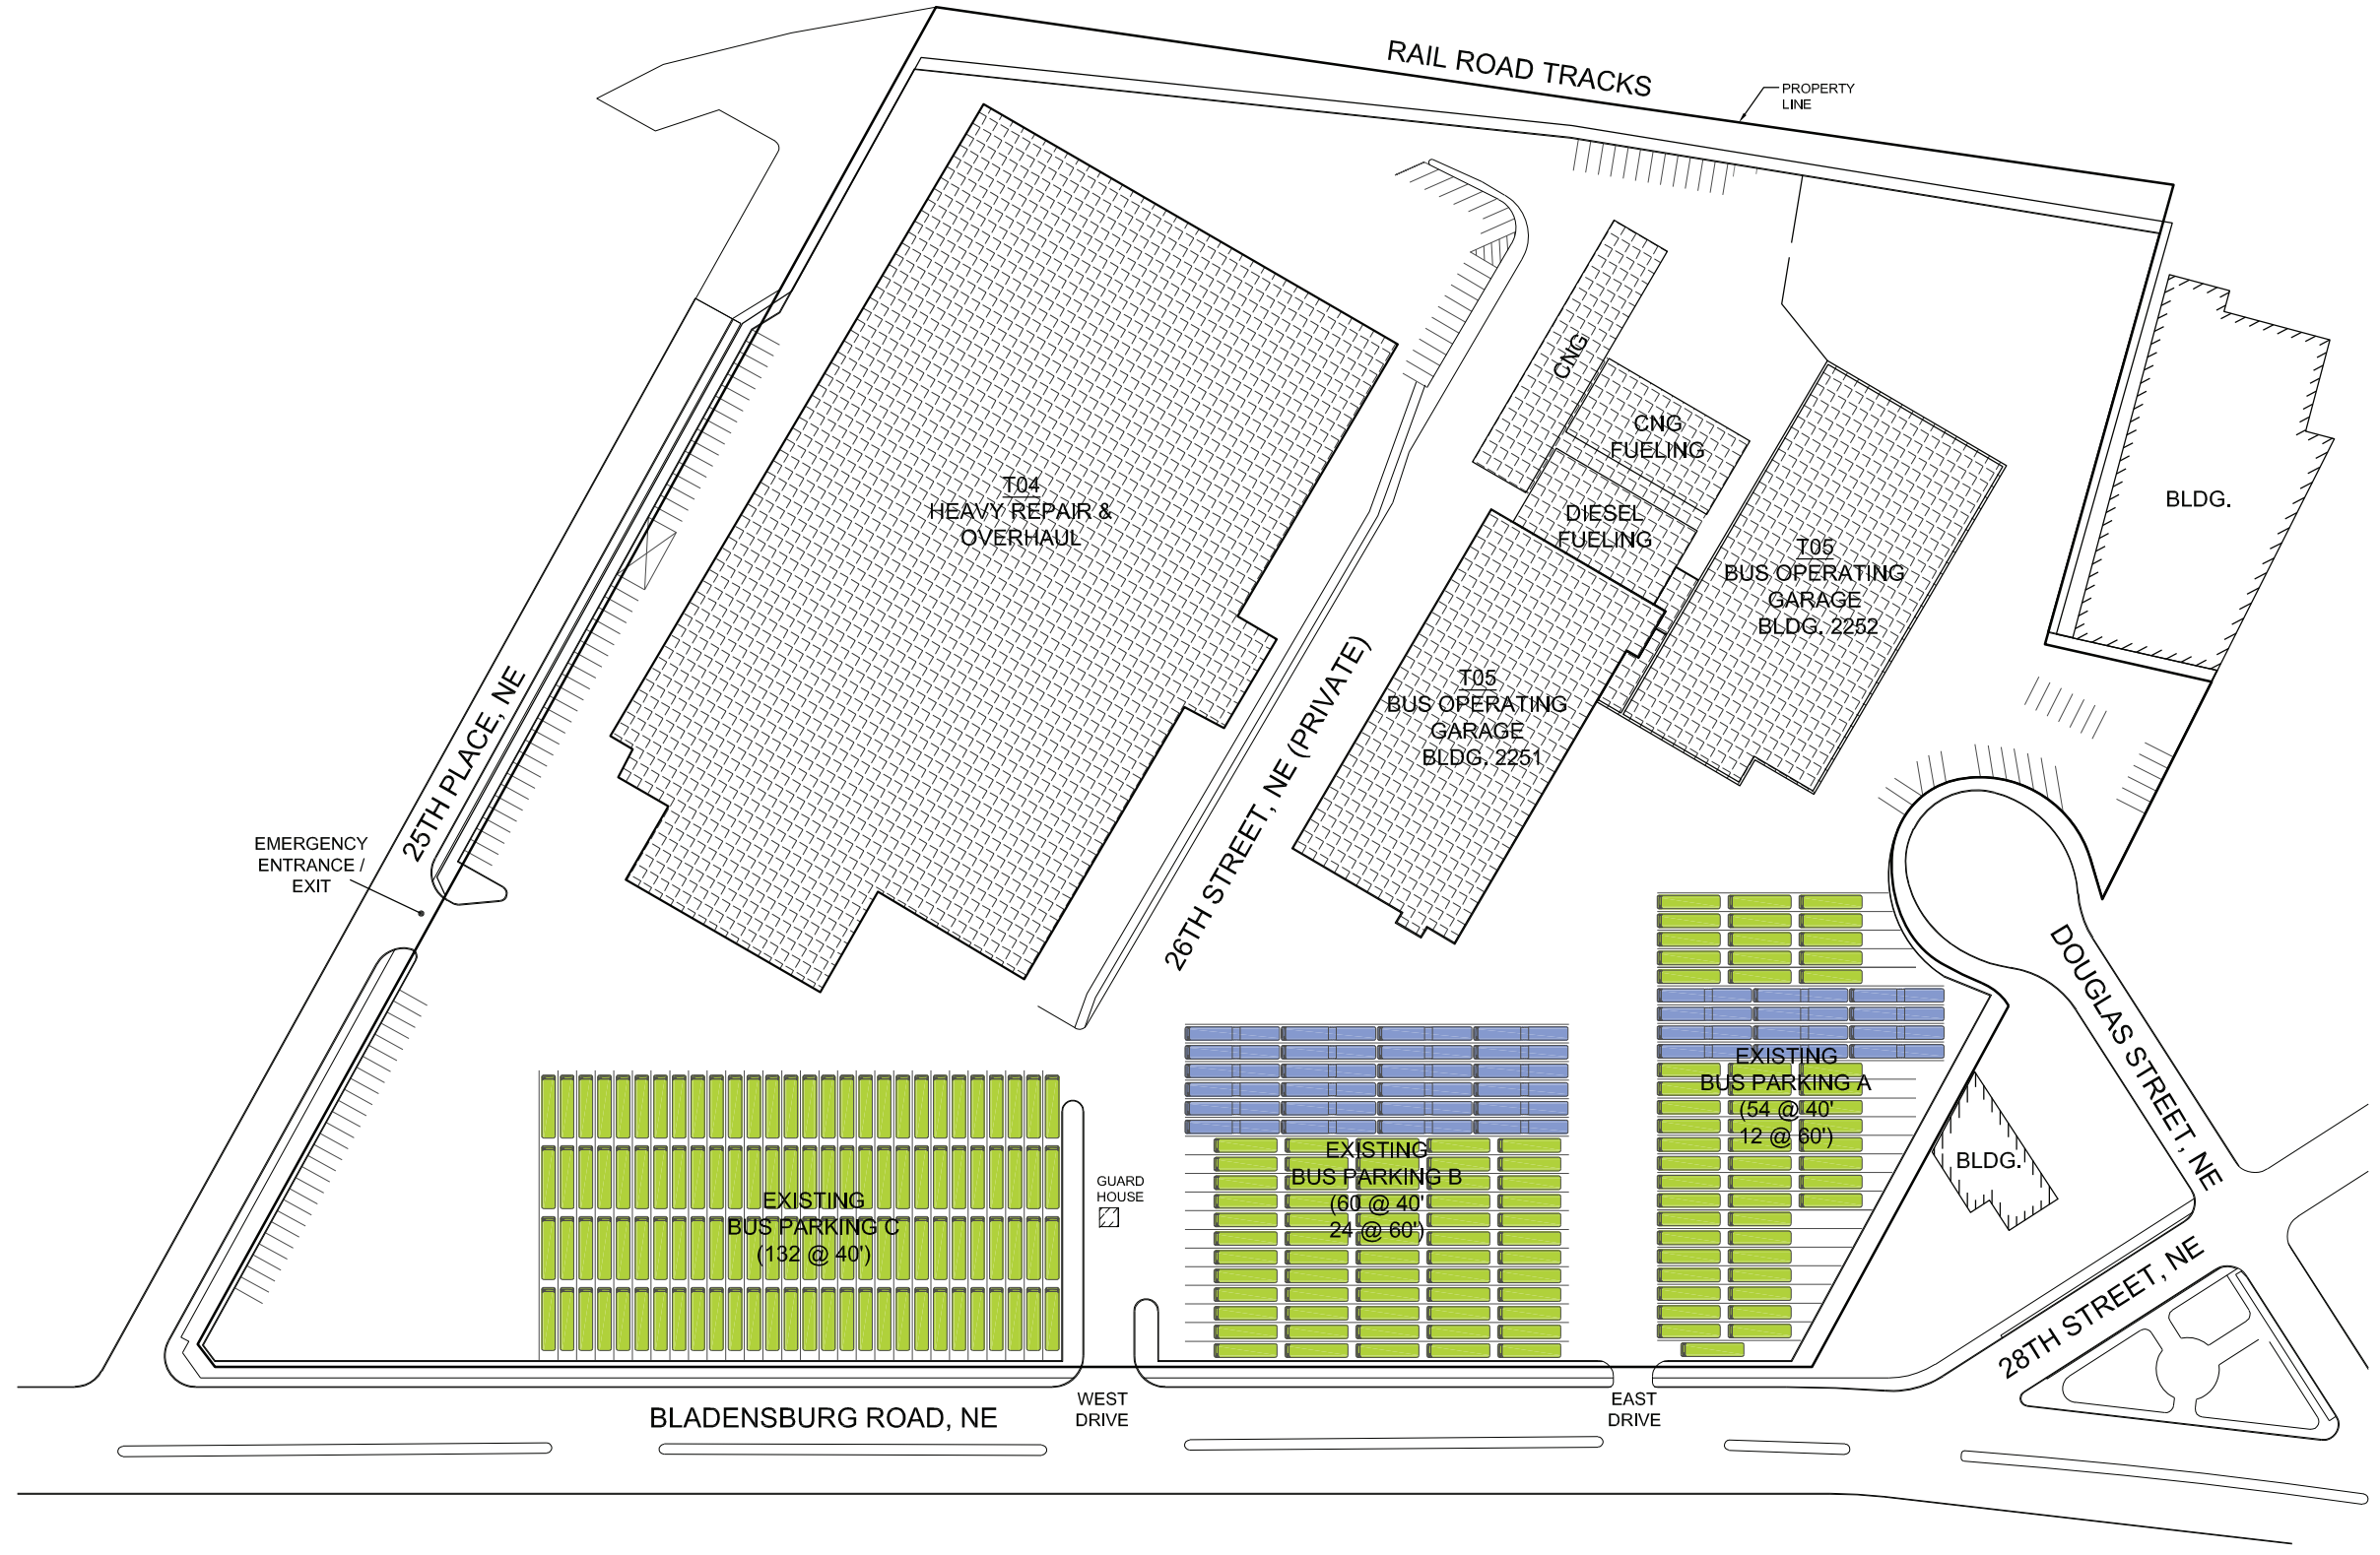 RAIL ROAD TRACKS
PROPERTY
LINE
CNG
CNG
FUELING
T04
HEAVY REPAIR &
OVERHAUL
DIESEL
FUELING
BLDG.
T05
BUS OPERATING
GARAGE
BLDG. 2252
T05
BUS OPERATING
GARAGE
BLDG. 2251
25TH PLACE, NE
26TH STREET, NE (PRIVATE)
EMERGENCY
ENTRANCE /
EXIT
DOUGLAS STREET, NE
EXISTING
BUS PARKING A
(54 @ 40'
12 @ 60')
EXISTING
BUS PARKING B
(60 @ 40'
24 @ 60')
BLDG.
GUARD
HOUSE
EXISTING
BUS PARKING C
(132 @ 40')
28TH STREET, NE
WEST
DRIVE
EAST
DRIVE
BLADENSBURG ROAD, NE